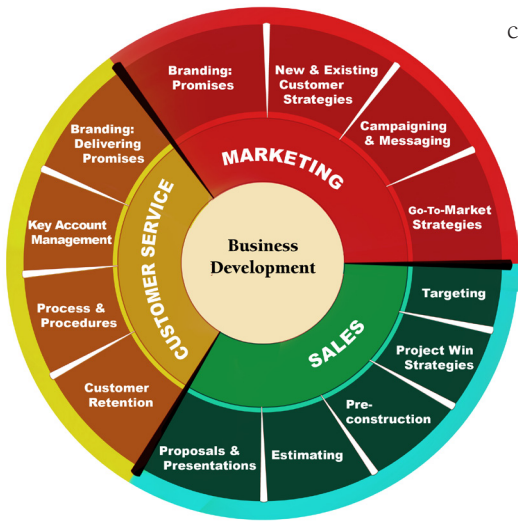 C
Branding:
Promises
New & Existing
Customer
Strategies
Campaigning
& Messaging
Go-To-Market
Strategies
MARKETING
Branding:
Delivering
Promises
Key Account
Management
Process &
Procedures
Customer
Retention
CUSTOMER SERVICE
Business
Development
Targeting
Project Win
Strategies
Pre-
construction
Estimating
Proposals &
Presentations
SALES